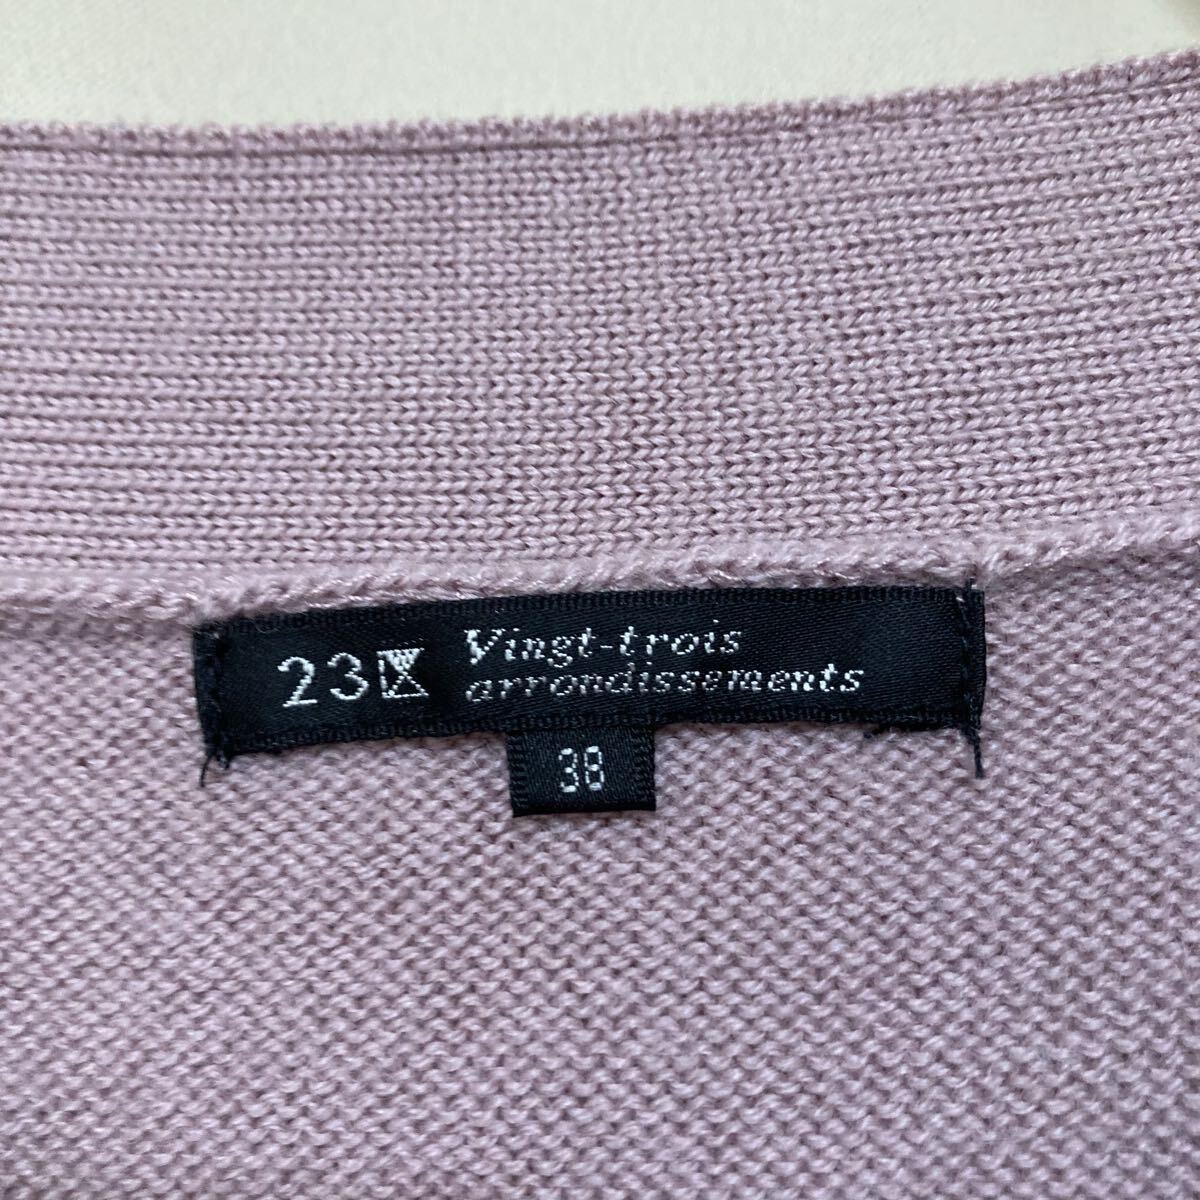 23区 Vingt-trois
arrondissements
38